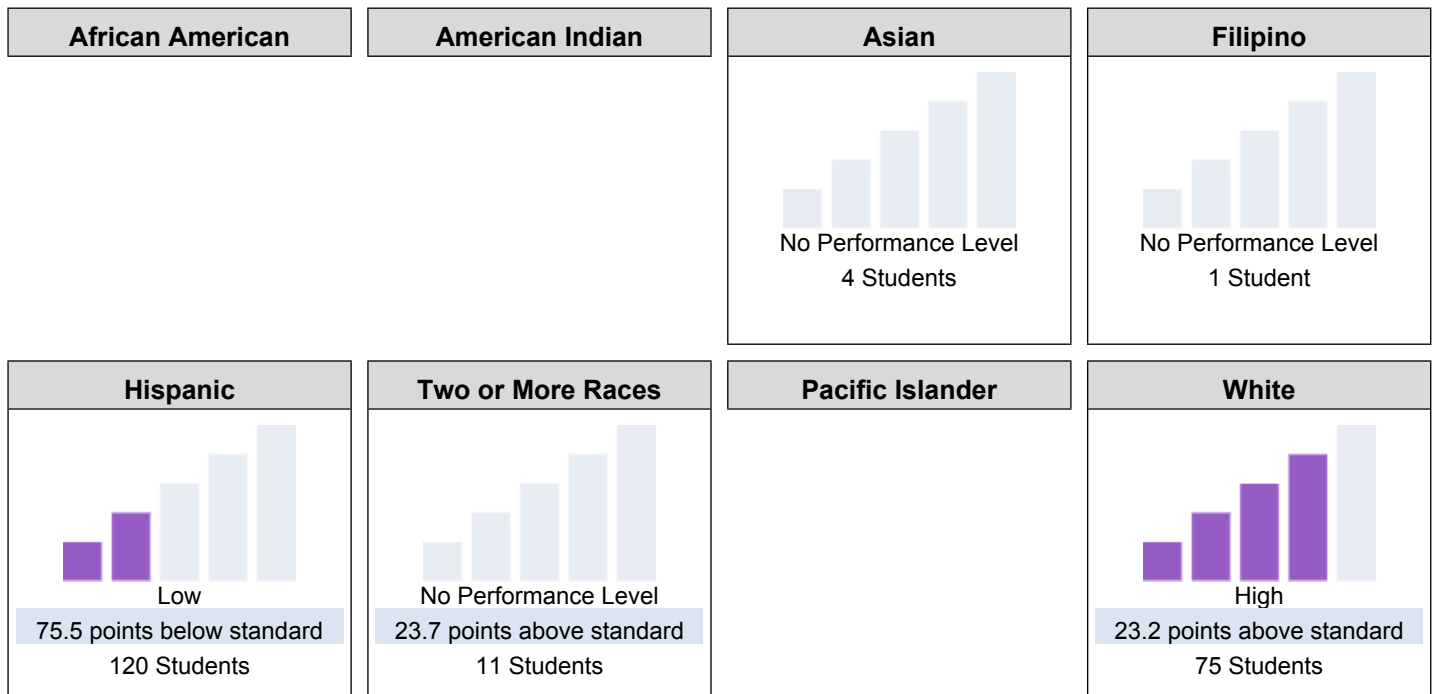 African American
American Indian
Asian
Filipino
No Performance Level
4 Students
No Performance Level
1 Student
Hispanic
Two or More Races
Pacific Islander
White
Low
75.5 points below standard
120 Students
No Performance Level
23.7 points above standard
11 Students
High
23.2 points above standard
75 Students